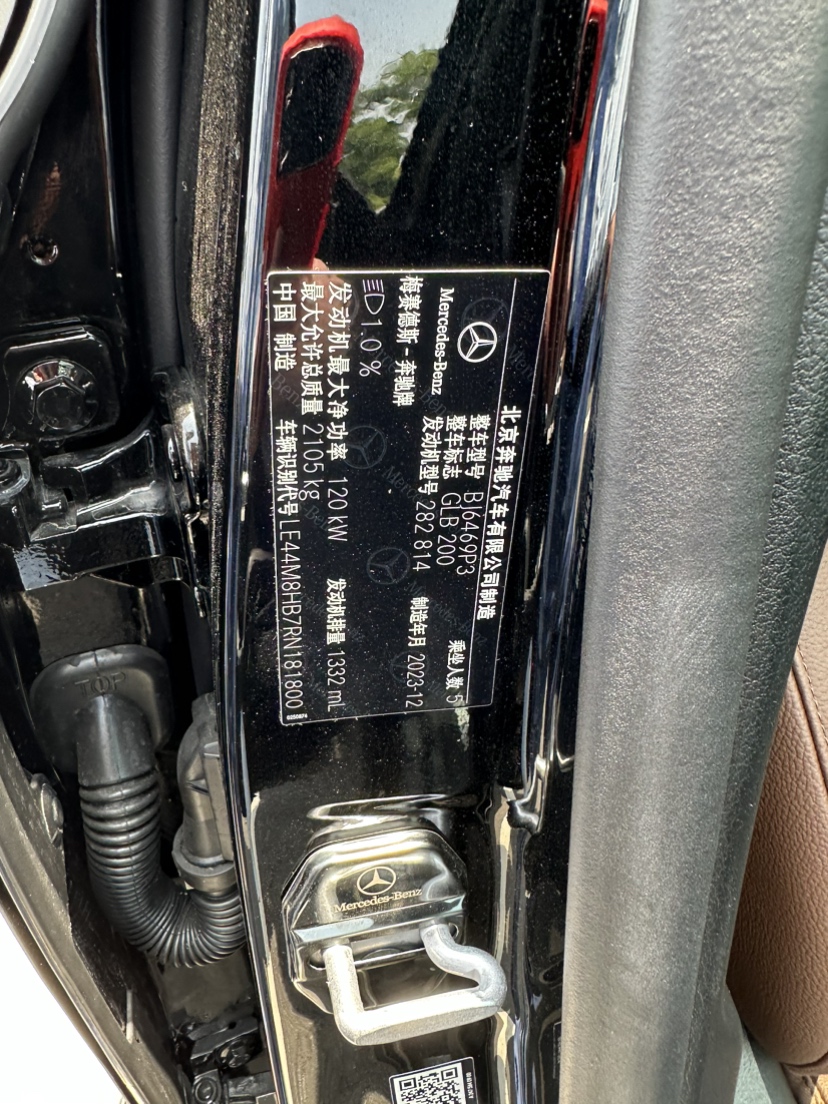 北京奔驰汽车有限公司制造
Mercedes-Benz
整车型号 BJ6469P3
整车标志 GLB 200
乘坐人数 5
梅赛德斯-奔驰牌
发动机型号 282 814
制造年月 2023-12
1.0%
发动机最大净功率 120 kW
发动机排量 1332 mL
最大允许总质量 2105 kg
中国 制造
车辆识别代号 LE44M8HB7RN181800
TOP
Mercedes-Benz